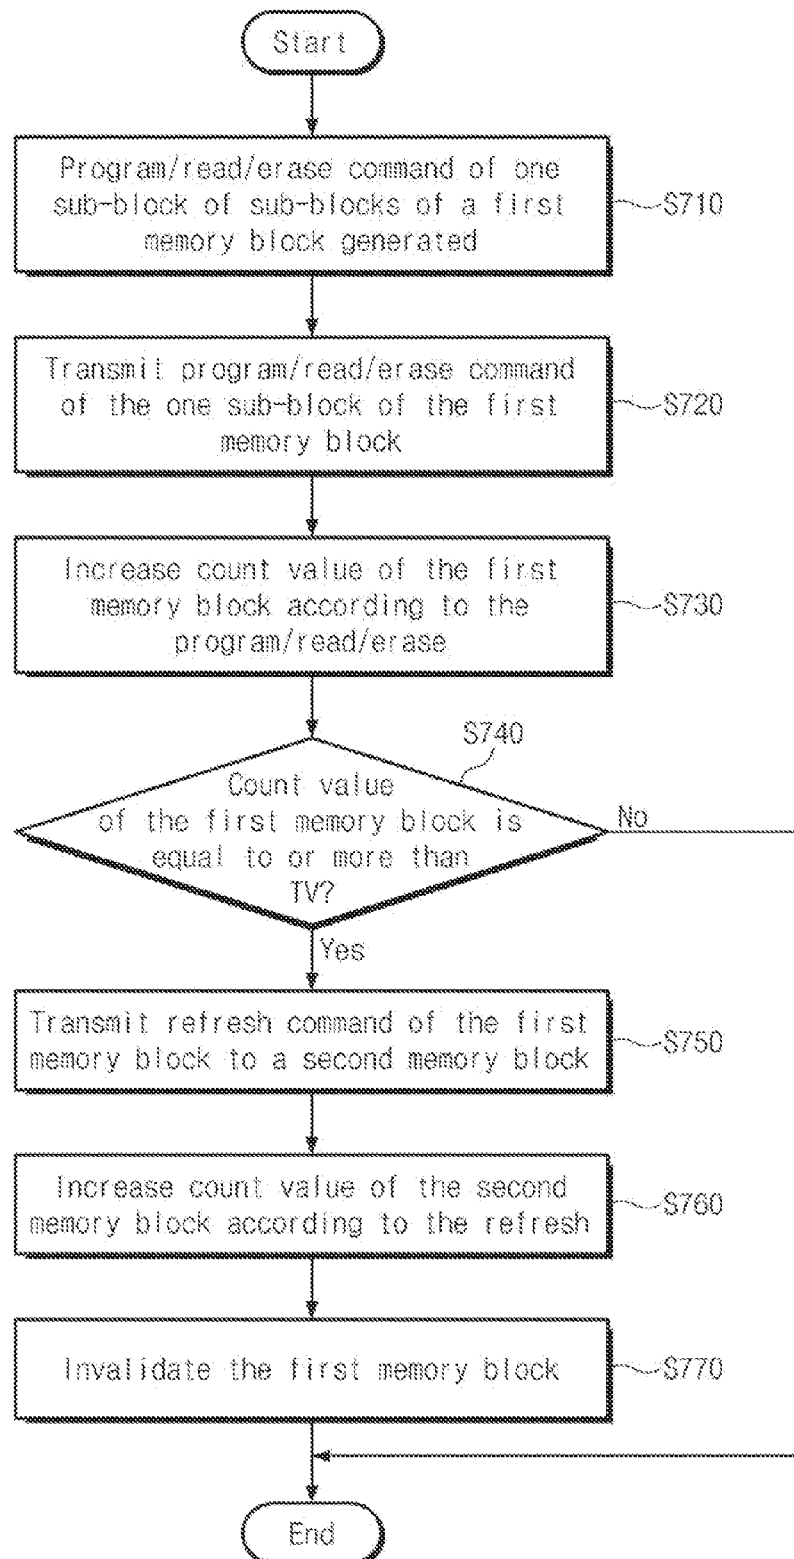 Start
Program/read/erase command of one
sub-block of sub-blocks of a first
memory block generated
S710
Transmit program/read/erase command
of the one sub-block of the first
memory block
S720
Increase count value of the first
memory block according to the
program/read/erase
S730
S740
Count value
of the first memory block is
equal to or more than
TV?
No
Yes
Transmit refresh command of the first
memory block to a second memory block
S750
Increase count value of the second
memory block according to the refresh
S760
Invalidate the first memory block
S770
End